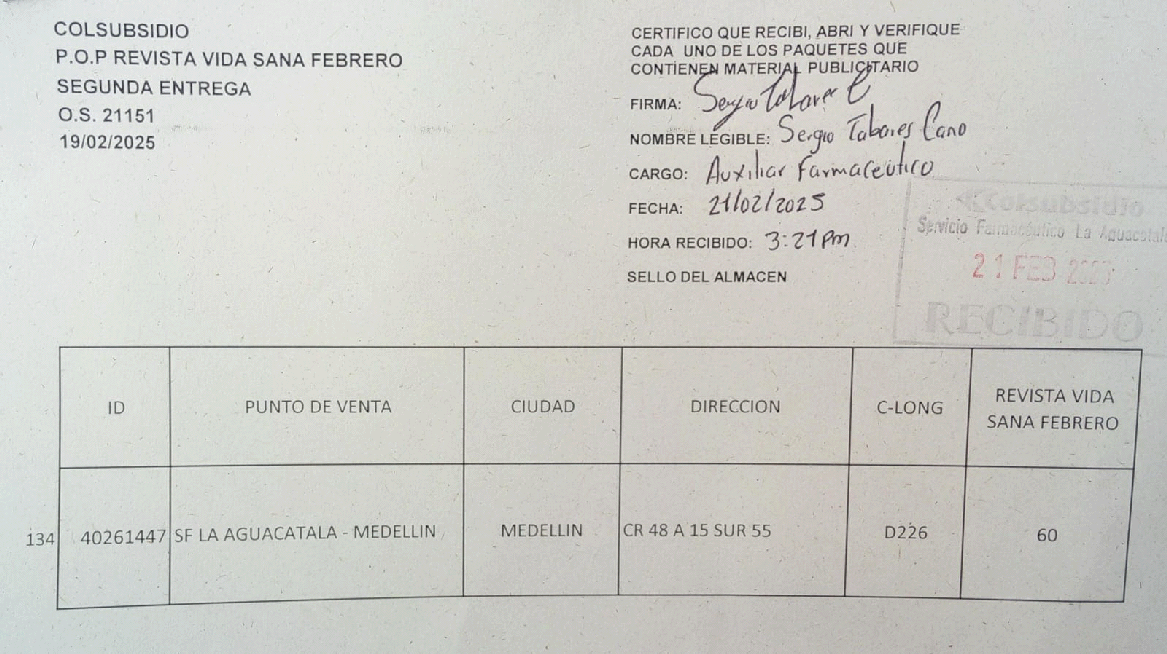 COLSUBSIDIO
P.O.P REVISTA VIDA SANA FEBRERO
SEGUNDA ENTREGA
O.S. 21151
19/02/2025
CERTIFICO QUE RECIBI, ABRI Y VERIFIQUE
CADA UNO DE LOS PAQUETES QUE
CONTIENEN MATERIAL PUBLICITARIO
FIRMA: Sergio Tabares C
NOMBRE LEGIBLE: Sergio Tabares Cano
CARGO: Auxiliar Farmaceutico
FECHA: 21/02/2025
HORA RECIBIDO: 3:21 pm
SELLO DEL ALMACEN
Colsubsidio
Servicio Farmacéutico La Aguacatala
21 FEB
RECIBIDO
ID PUNTO DE VENTA CIUDAD DIRECCION C-LONG REVISTA VIDA
SANA FEBRERO
134 40261447 SF LA AGUACATALA - MEDELLIN MEDELLIN CR 48 A 15 SUR 55 D226 60